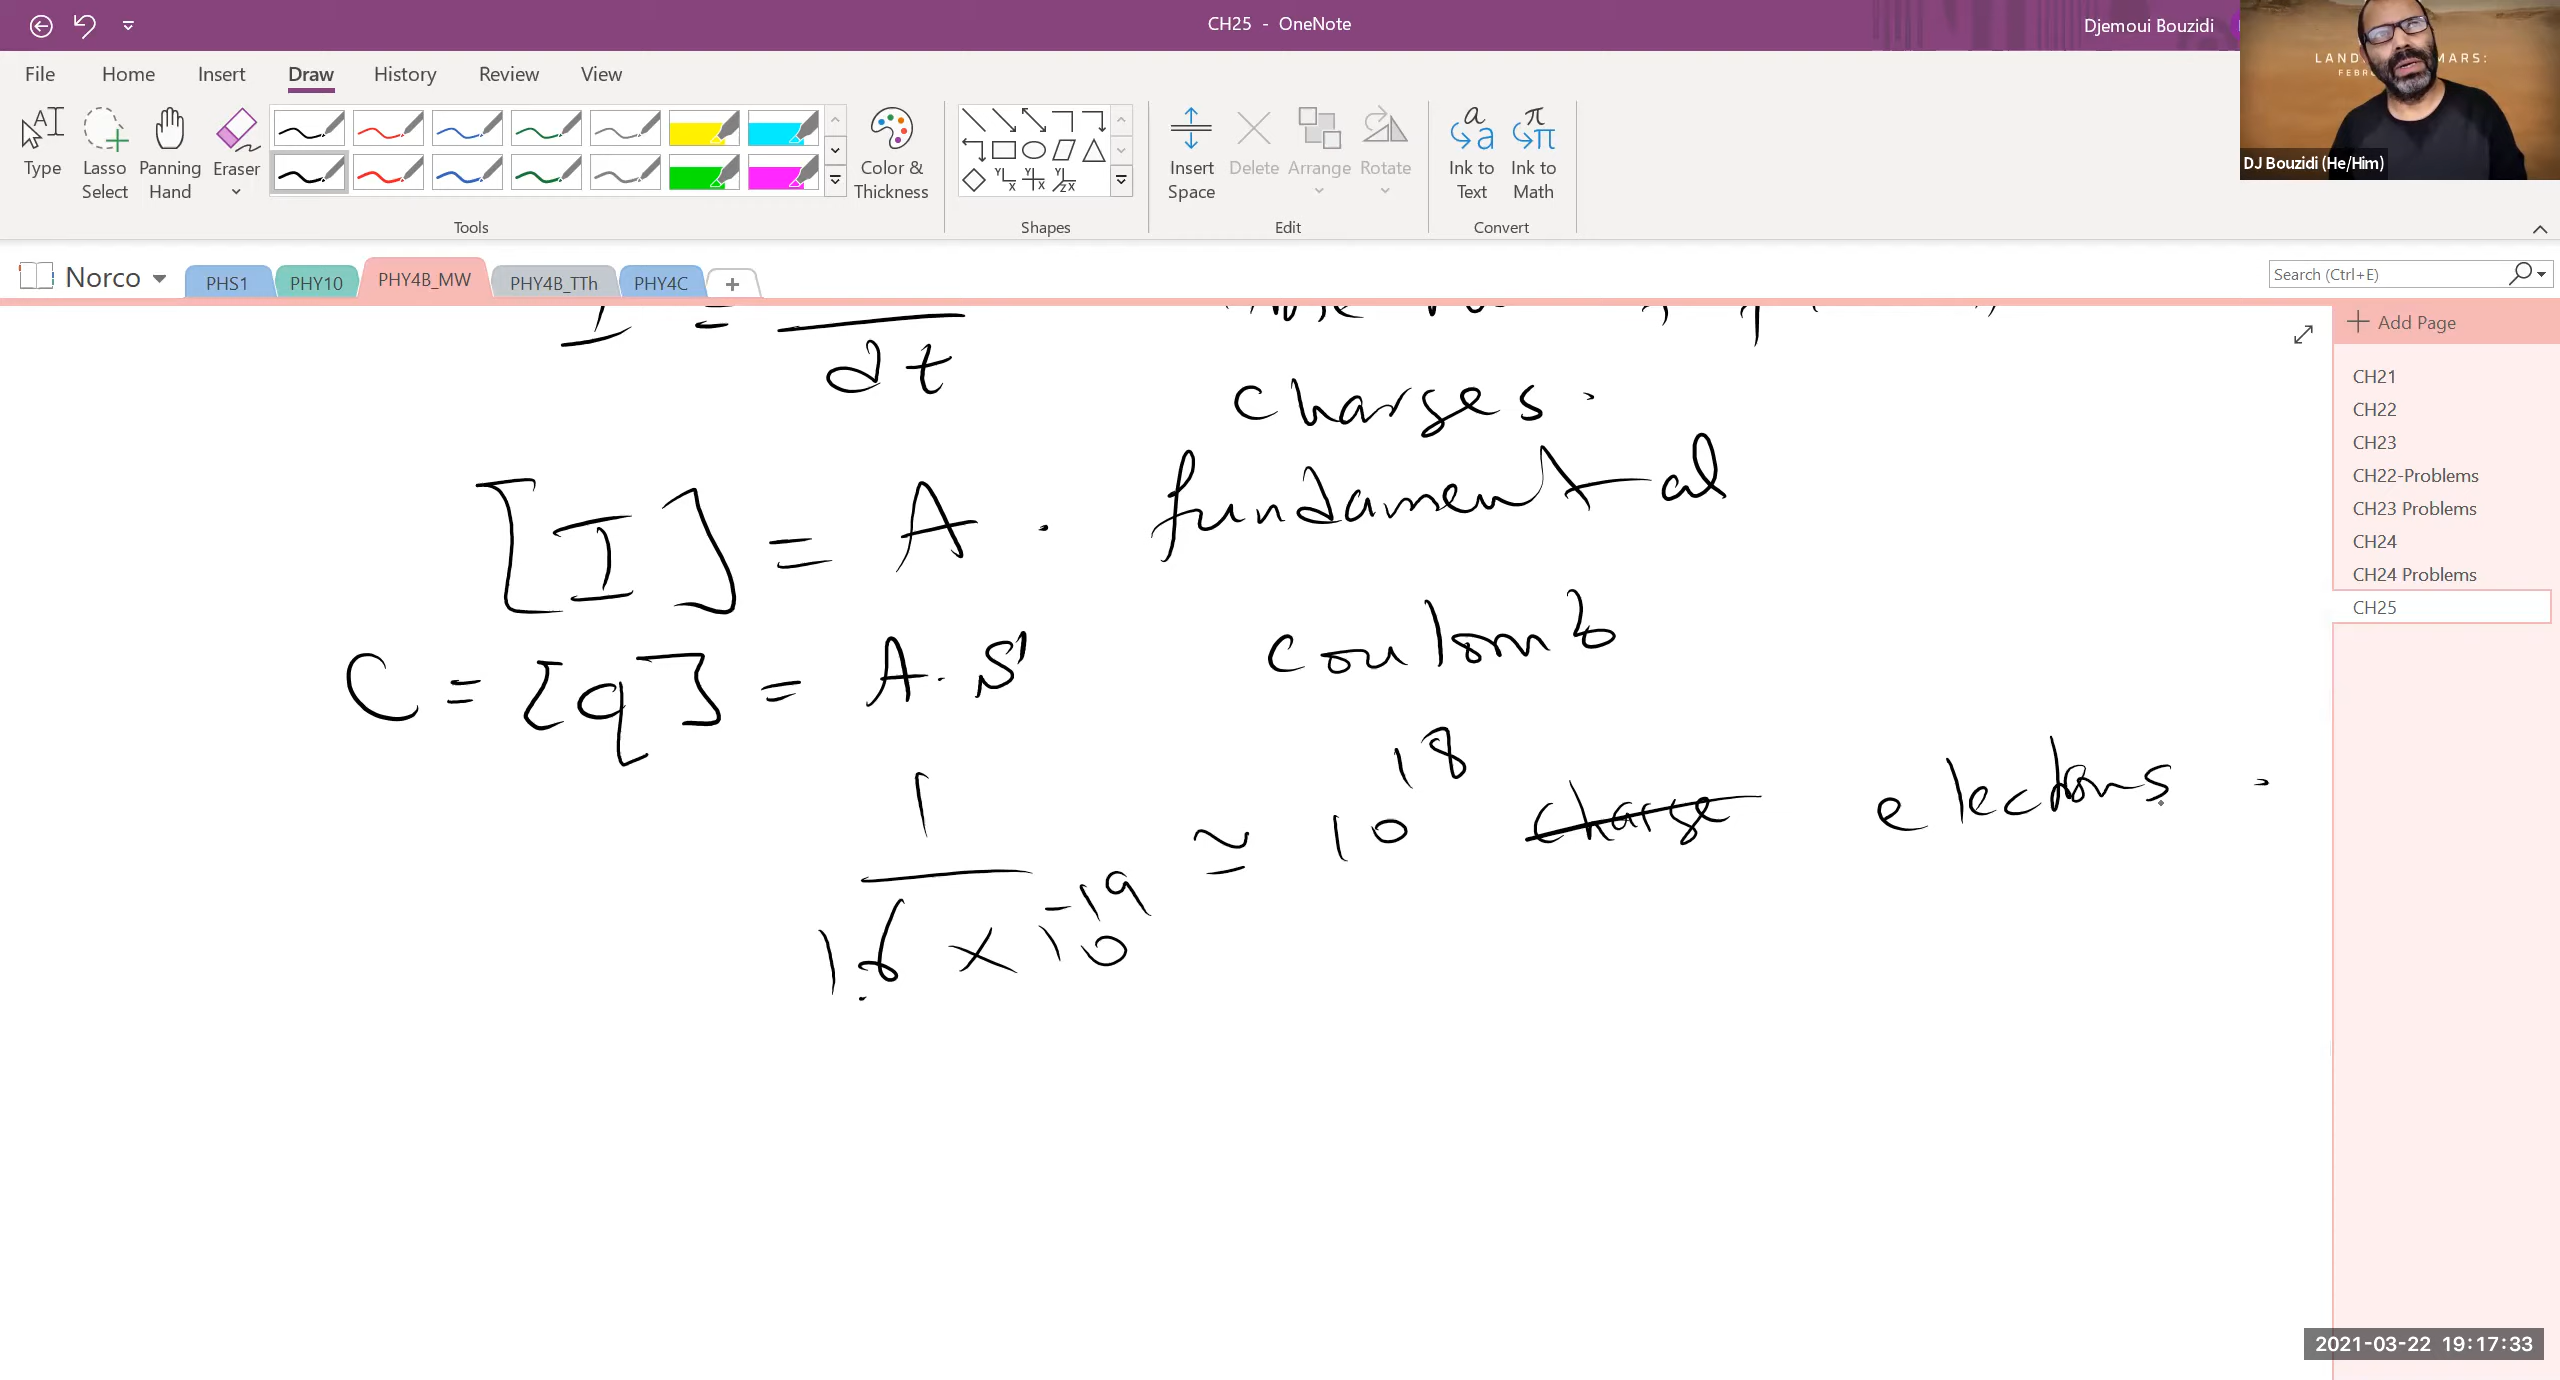 CH25 - OneNote
Djemoui Bouzidi
LAND MARS:
FEBR
DJ Bouzidi (He/Him)
File Home Insert Draw History Review View
Type
Lasso Select
Panning Hand
Eraser
Color & Thickness
Insert Space
Delete
Arrange
Rotate
Ink to Text
Ink to Math
Tools Shapes Edit Convert
Norco PHS1 PHY10 PHY4B_MW PHY4B_TTh PHY4C +
Search (Ctrl+E)
Add Page
CH21
CH22
CH23
CH22-Problems
CH23 Problems
CH24
CH24 Problems
CH25
I =
∂t
charges.
[I] = A . fundamental
C = [q] = A.S coulomb
1 / 1.6 × 10^-19 ≃ 10^18 charge electrons .
2021-03-22 19:17:33